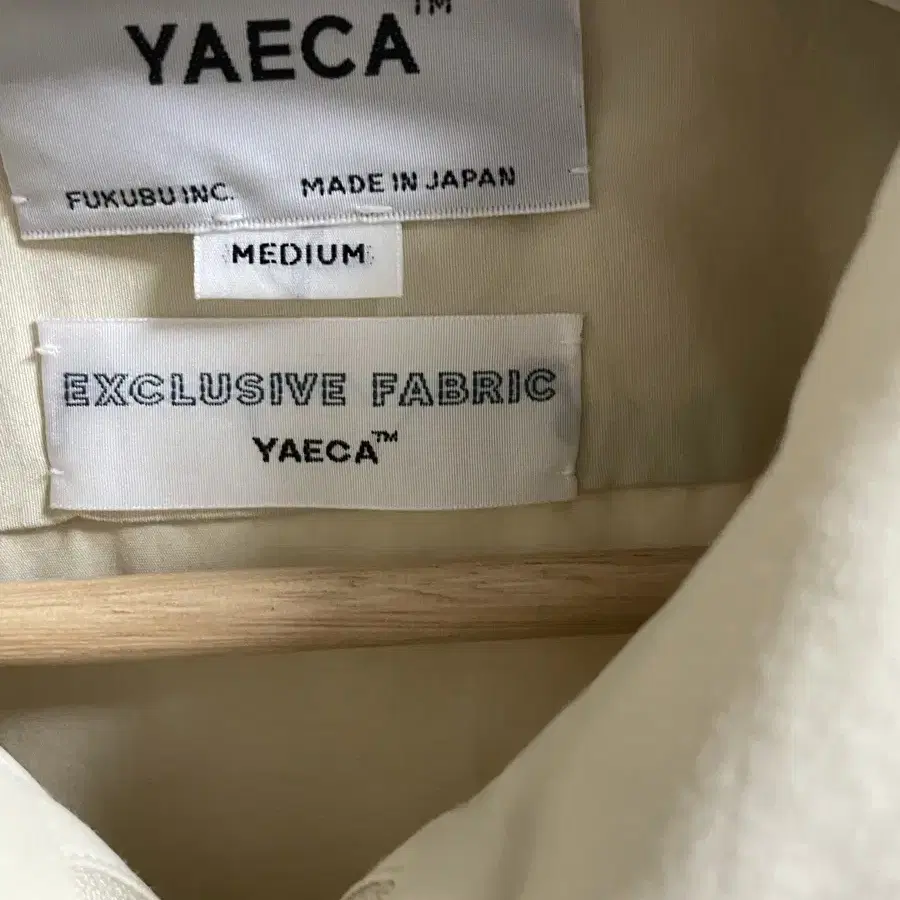 YAECA™
FUKUBU INC. MADE IN JAPAN
MEDIUM
EXCLUSIVE FABRIC
YAECA™